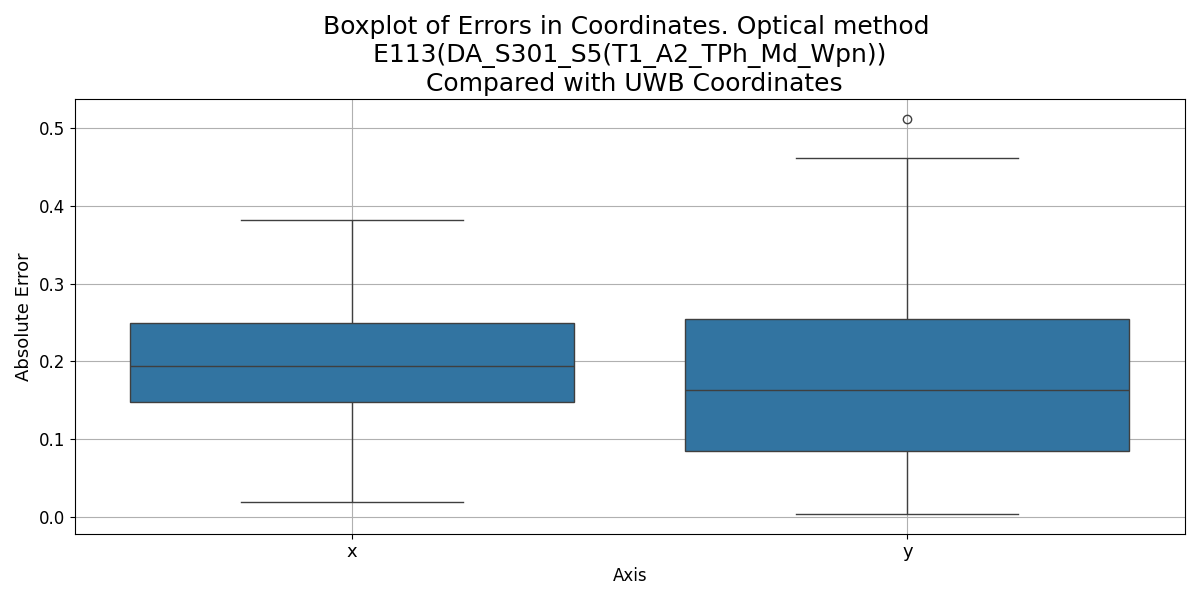 Boxplot of Errors in Coordinates. Optical method
E113(DA_S301_S5(T1_A2_TPh_Md_Wpn))
Compared with UWB Coordinates
0.5
0.4
0.3
0.2
0.1
0.0
Absolute Error
x
y
Axis